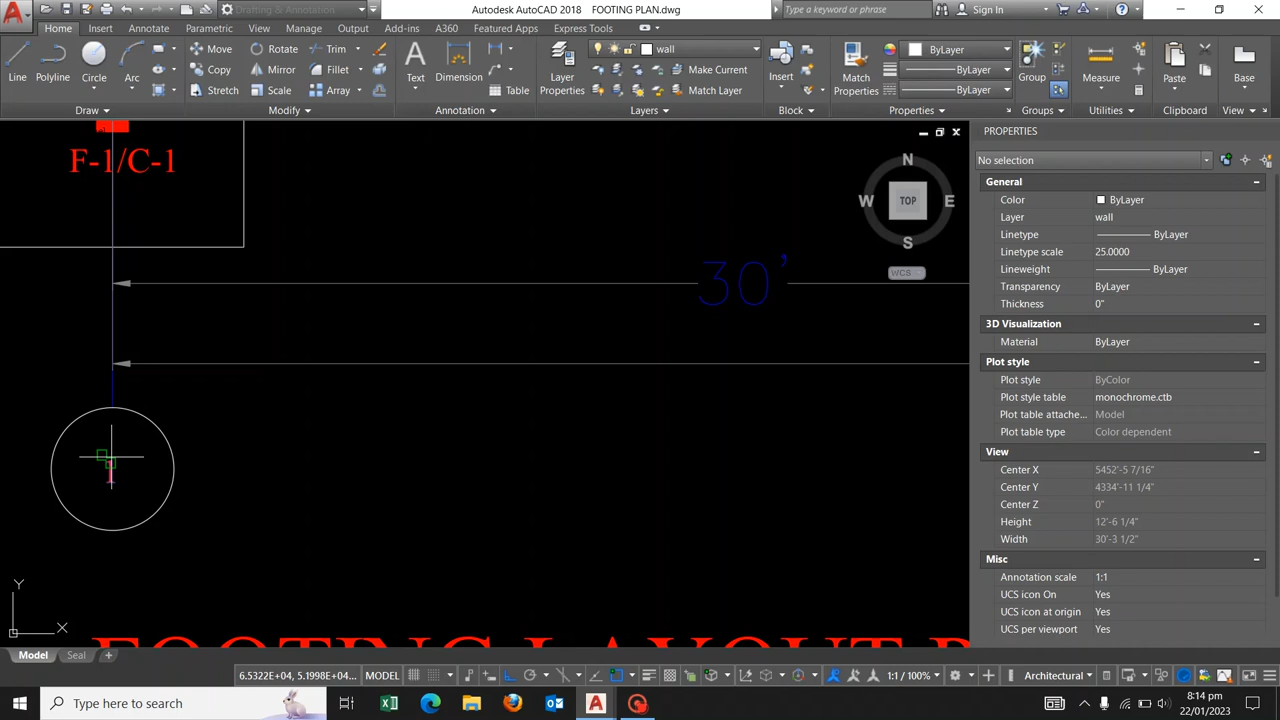 Drafting & Annotation
Autodesk AutoCAD 2018 FOOTING PLAN.dwg
Type a keyword or phrase
Sign In
Home Insert Annotate Parametric View Manage Output Add-ins A360 Featured Apps Express Tools
Line
Polyline
Circle
Arc
Draw
Move
Copy
Stretch
Rotate
Mirror
Scale
Trim
Fillet
Array
Modify
Text
Dimension
Table
Annotation
Layer Properties
wall
Make Current
Match Layer
Layers
Insert
Block
Match Properties
ByLayer
ByLayer
ByLayer
Properties
Group
Groups
Measure
Utilities
Paste
Clipboard
Base
View
F-1/C-1
30'
1
FOOTING LAYOUT
N
W TOP E
S
WCS
Y
X
PROPERTIES
No selection
General
Color ByLayer
Layer wall
Linetype ByLayer
Linetype scale 25.0000
Lineweight ByLayer
Transparency ByLayer
Thickness 0"
3D Visualization
Material ByLayer
Plot style
Plot style ByColor
Plot style table monochrome.ctb
Plot table attache... Model
Plot table type Color dependent
View
Center X 5452'-5 7/16"
Center Y 4334'-11 1/4"
Center Z 0"
Height 12'-6 1/4"
Width 30'-3 1/2"
Misc
Annotation scale 1:1
UCS icon On Yes
UCS icon at origin Yes
UCS per viewport Yes
Model Seal
6.5322E+04, 5.1998E+04... MODEL
1:1 / 100%
Architectural
Type here to search
8:14 pm
22/01/2023